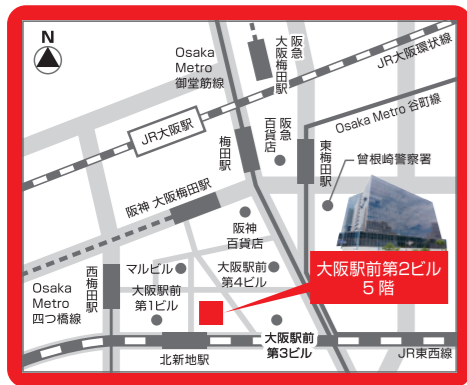 N
Osaka
Metro
御堂筋線
阪急
大阪梅田駅
JR大阪環状線
JR大阪駅
梅田駅
阪急
百貨店
Osaka Metro 谷町線
東梅田駅
曾根崎警察署
阪神 大阪梅田駅
阪神
百貨店
西梅田駅
マルビル
大阪駅前
第4ビル
大阪駅前第2ビル
5階
Osaka
Metro
四つ橋線
大阪駅前
第1ビル
北新地駅
大阪駅前
第3ビル
JR東西線